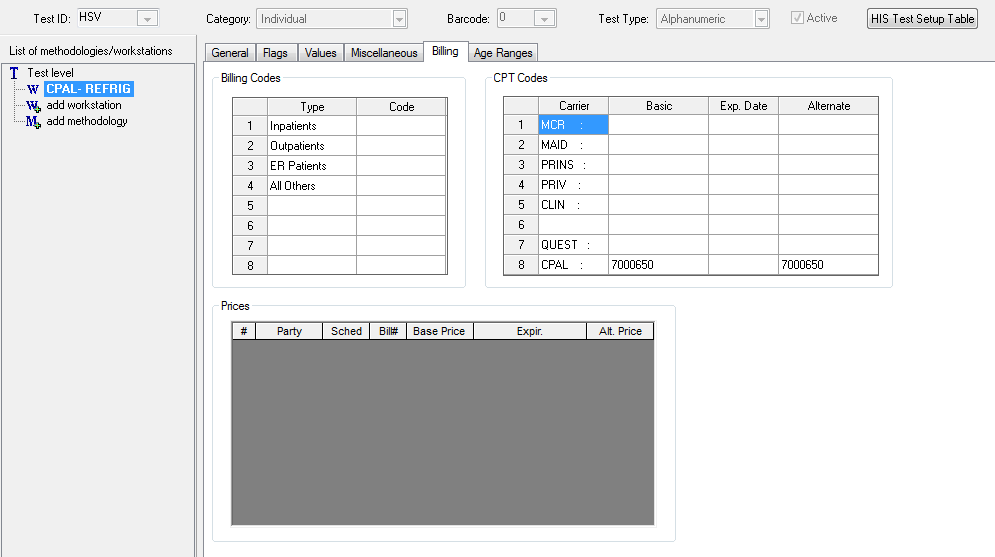 Test ID: HSV Category: Individual Barcode: 0 Test Type: Alphanumeric Active HIS Test Setup Table
List of methodologies/workstations
T Test level
W CPAL- REFRIG
W add workstation
M add methodology
General Flags Values Miscellaneous Billing Age Ranges
Billing Codes
Type Code
1 Inpatients
2 Outpatients
3 ER Patients
4 All Others
5
6
7
8
CPT Codes
Carrier Basic Exp. Date Alternate
1 MCR :
2 MAID :
3 PRINS :
4 PRIV :
5 CLIN :
6
7 QUEST :
8 CPAL : 7000650 7000650
Prices
# Party Sched Bill# Base Price Expir. Alt. Price